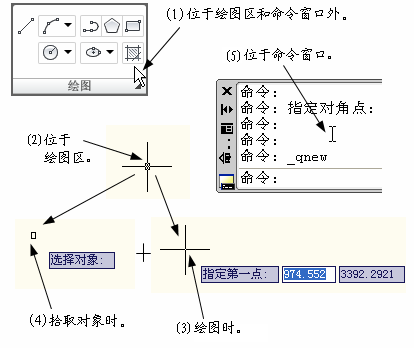 (1)位于绘图区和命令窗口外。
绘图
(5)位于命令窗口。
命令:
命令: 指定对角点:
命令:
命令:
命令: _qnew
命令:
(2)位于
绘图区。
选择对象:
指定第一点: 974.552 3392.2921
(4)拾取对象时。
(3)绘图时。